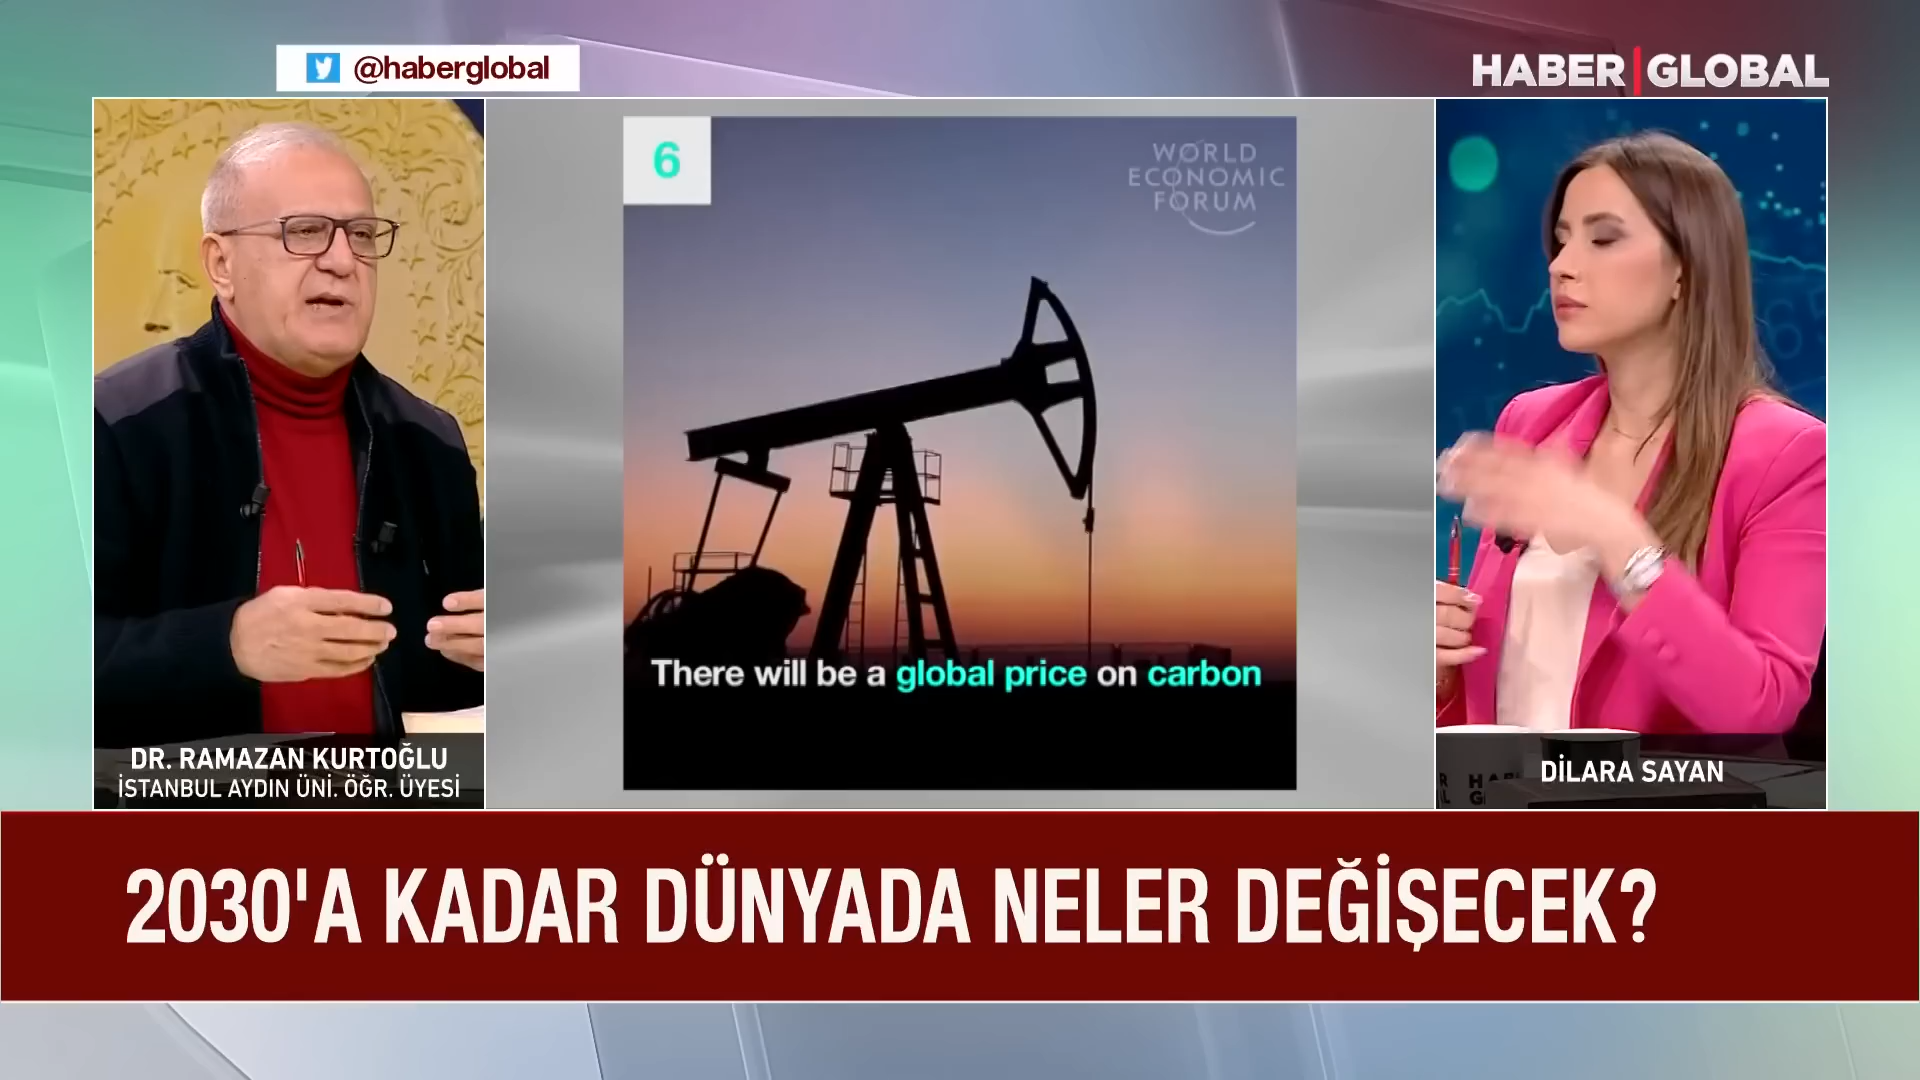 @haberglobal
HABER GLOBAL
6
WORLD
ECONOMIC
FORUM
There will be a global price on carbon
DR. RAMAZAN KURTOĞLU
İSTANBUL AYDIN ÜNİ. ÖĞR. ÜYESİ
DİLARA SAYAN
2030'A KADAR DÜNYADA NELER DEĞİŞECEK?